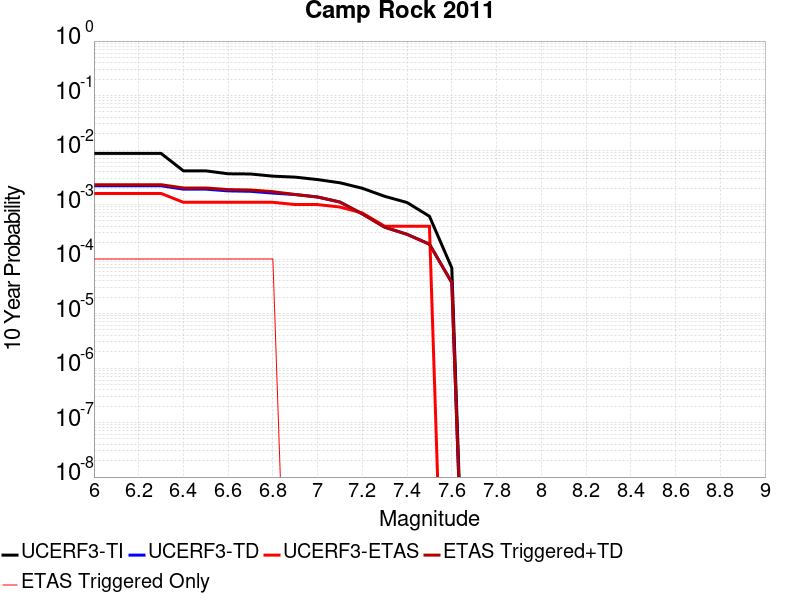 Camp Rock 2011
10 Year Probability
10^0
10^-1
10^-2
10^-3
10^-4
10^-5
10^-6
10^-7
10^-8
6 6.2 6.4 6.6 6.8 7 7.2 7.4 7.6 7.8 8 8.2 8.4 8.6 8.8 9
Magnitude
UCERF3-TI UCERF3-TD UCERF3-ETAS ETAS Triggered+TD
ETAS Triggered Only